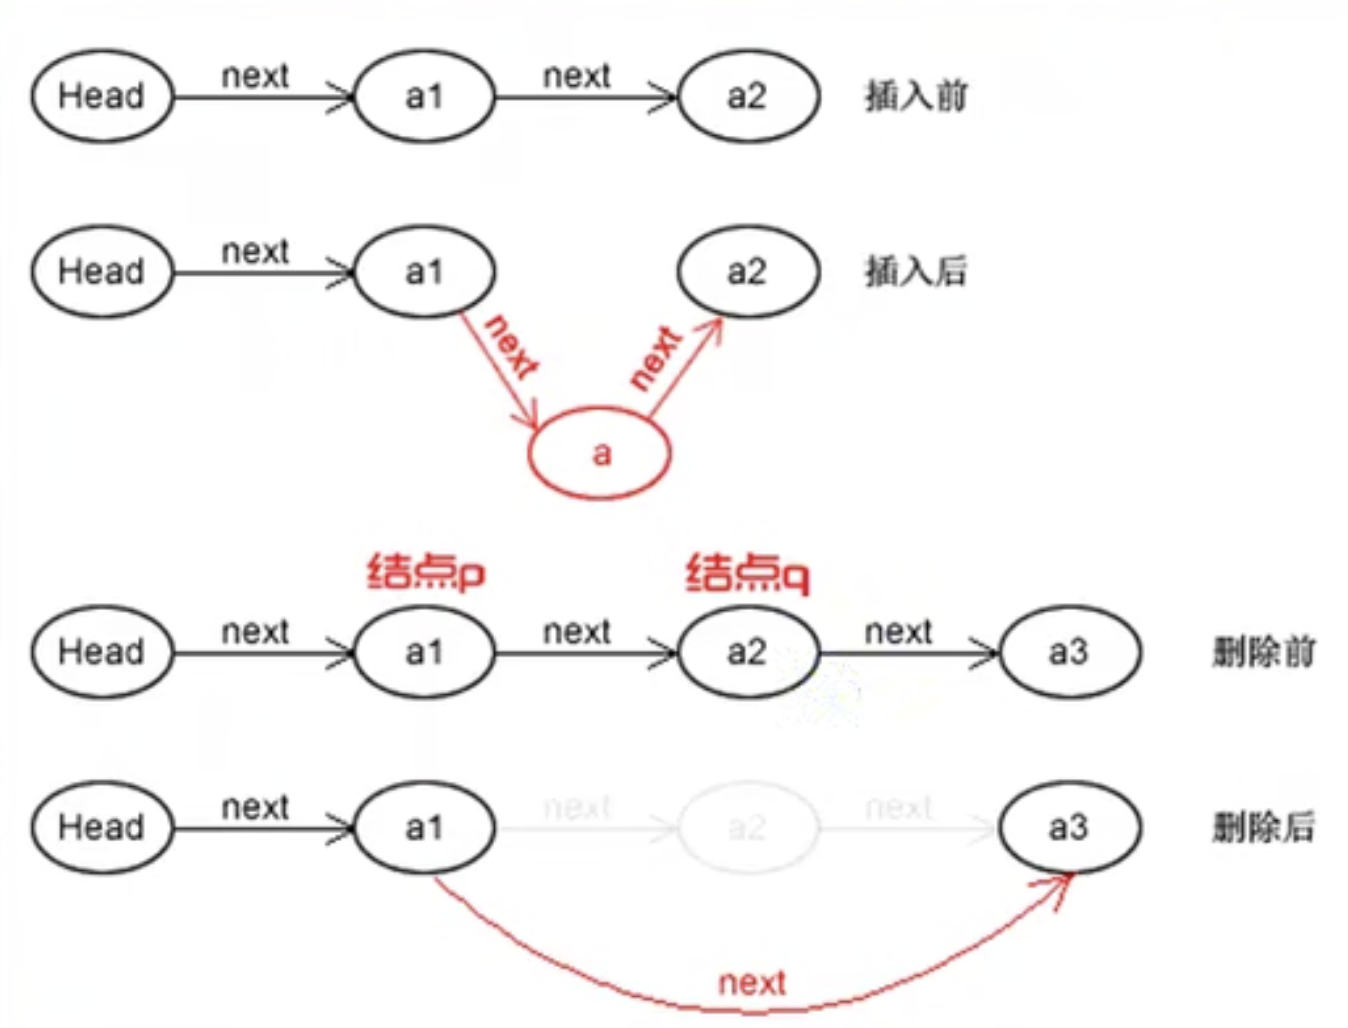 Head next a1 next a2 插入前
Head next a1 a2 插入后
next next
a
结点p 结点q
Head next a1 next a2 next a3 删除前
Head next a1 next a2 next a3 删除后
next